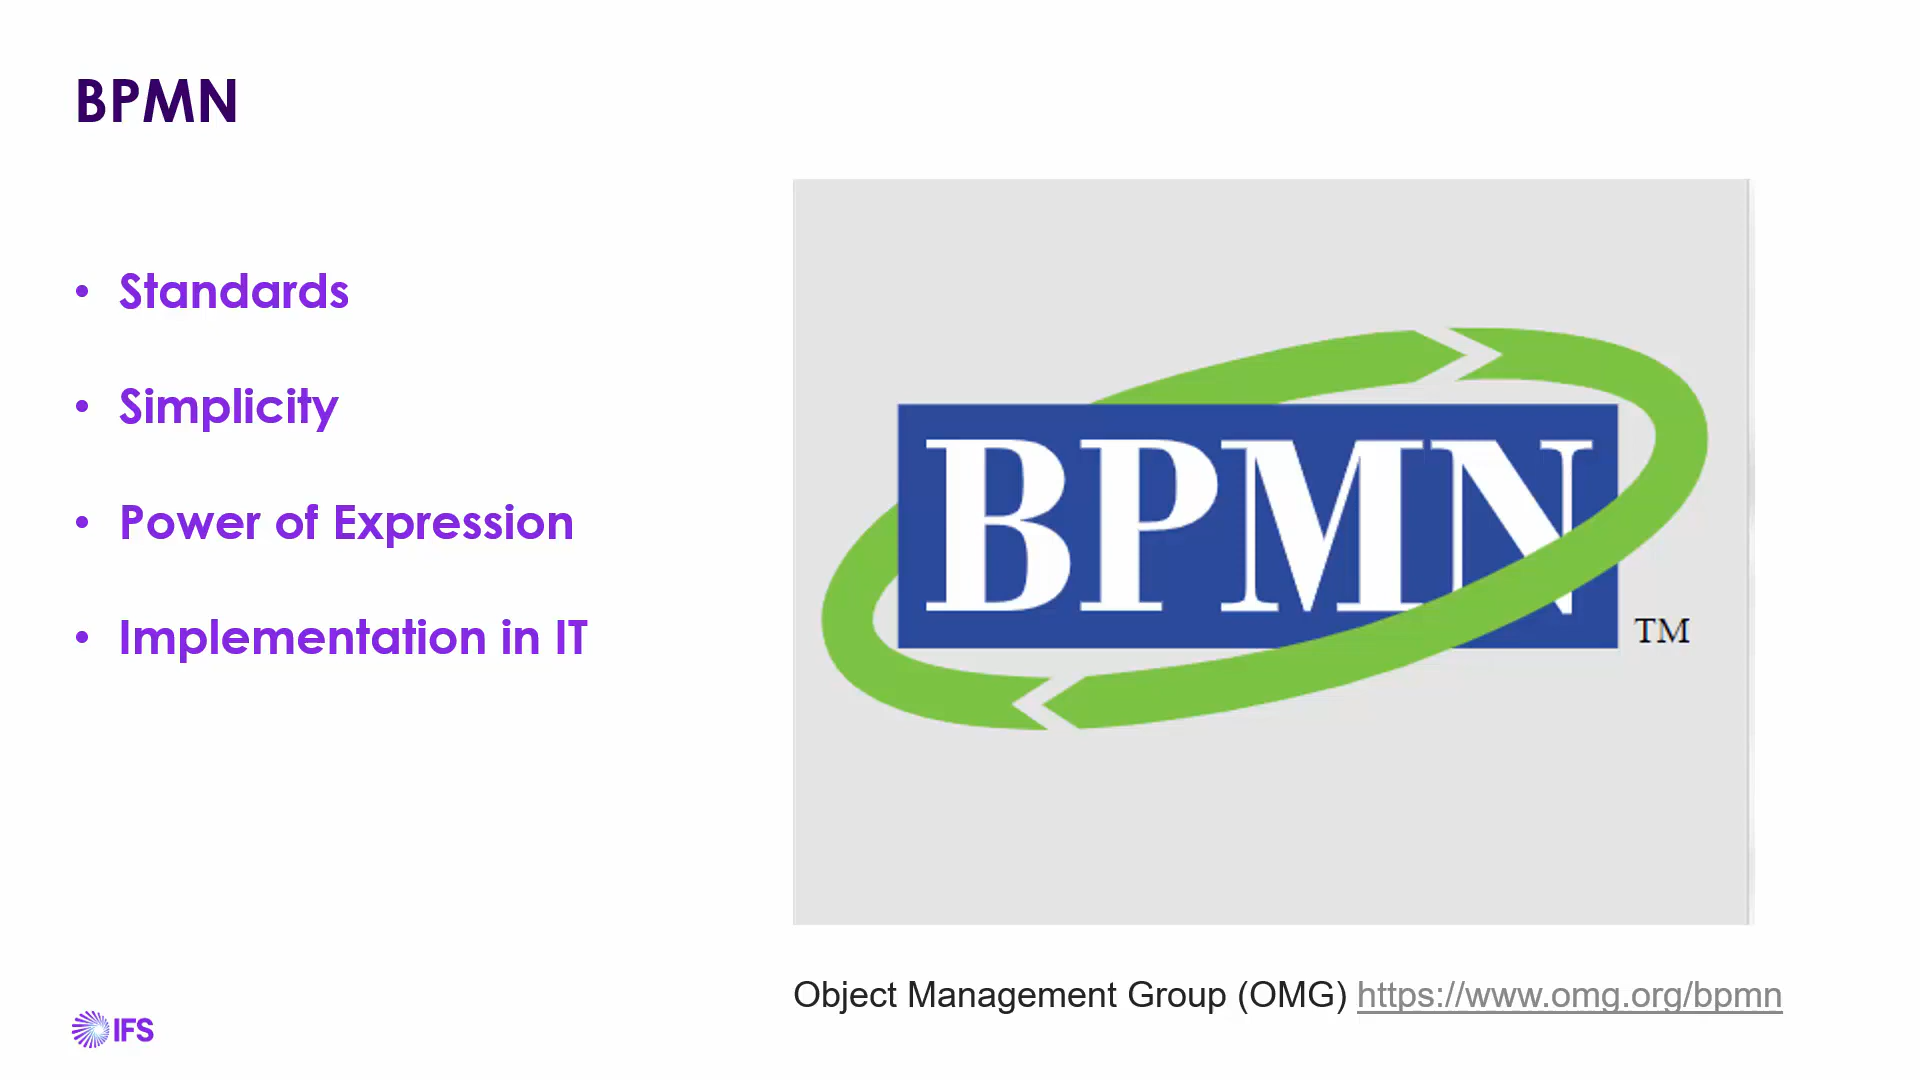 BPMN
• Standards
• Simplicity
• Power of Expression
• Implementation in IT
BPMN
TM
Object Management Group (OMG) https://www.omg.org/bpmn
IFS